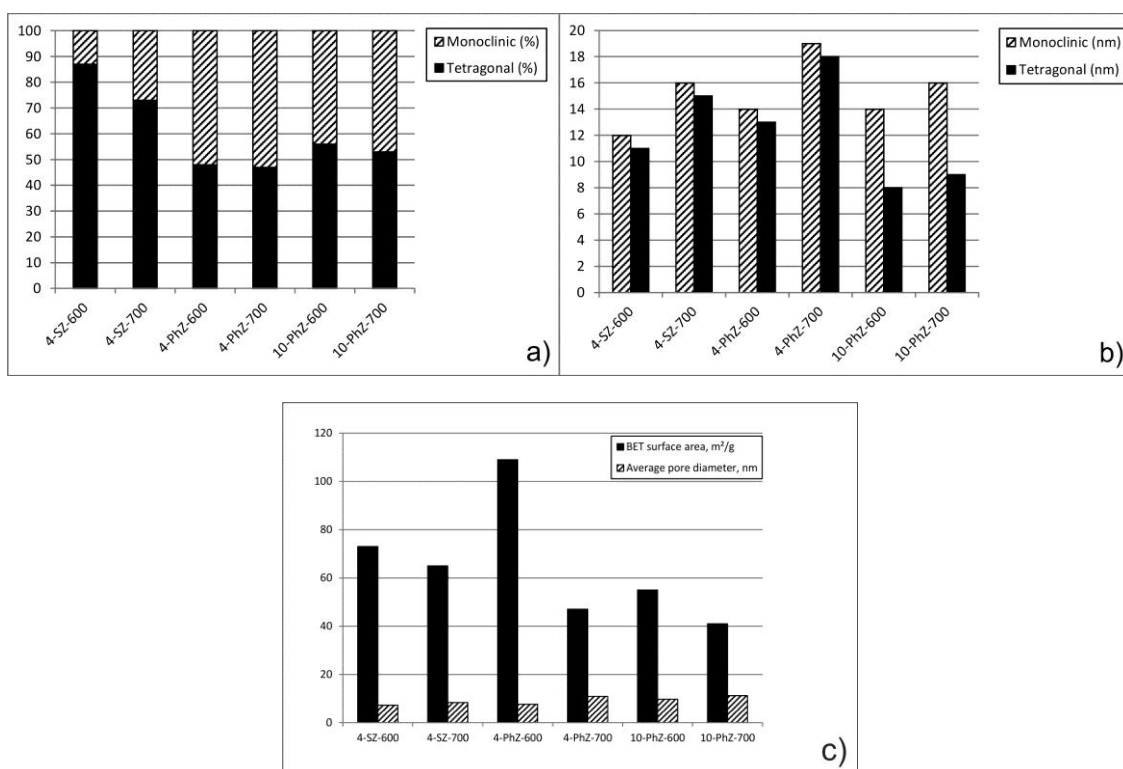 100
90
80
70
60
50
40
30
20
10
0
Monoclinic (%)
Tetragonal (%)
4-SZ-600
4-SZ-700
4-PhZ-600
4-PhZ-700
10-PhZ-600
10-PhZ-700
a)
20
18
16
14
12
10
8
6
4
2
0
Monoclinic (nm)
Tetragonal (nm)
4-SZ-600
4-SZ-700
4-PhZ-600
4-PhZ-700
10-PhZ-600
10-PhZ-700
b)
120
100
80
60
40
20
0
BET surface area, m²/g
Average pore diameter, nm
4-SZ-600
4-SZ-700
4-PhZ-600
4-PhZ-700
10-PhZ-600
10-PhZ-700
c)